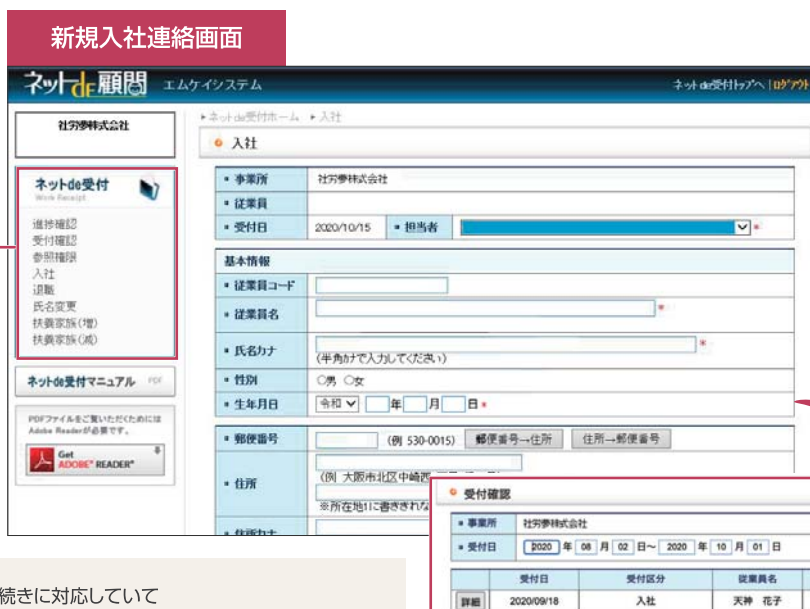 新規入社連絡画面
ネットde顧問 エムケイシステム
ネットde受付トップへ | ログアウト
社労夢株式会社
▶ネットde受付ホーム ▶入社
入社
ネットde受付
Work Receipt
進捗確認
受付確認
参照権限
入社
退職
氏名変更
扶養家族(増)
扶養家族(減)
ネットde受付マニュアル PDF
PDFファイルをご覧いただくためには
Adobe Readerが必要です。
Get
ADOBE® READER®
事業所 社労夢株式会社
従業員
受付日 2020/10/15 担当者 *
基本情報
従業員コード
従業員名 *
氏名カナ *
(半角カナで入力してください)
性別 ○男 ○女
生年月日 令和 年 月 日 *
郵便番号 (例 530-0015) 郵便番号→住所 住所→郵便番号
住所
(例 大阪市北区中崎西
※所在地1に書ききれな
住所カナ
受付確認
事業所 社労夢株式会社
受付日 2020 年 08 月 02 日～ 2020 年 10 月 01 日
受付日 受付区分 従業員名
詳細 2020/09/18 入社 天神 花子
続きに対応していて